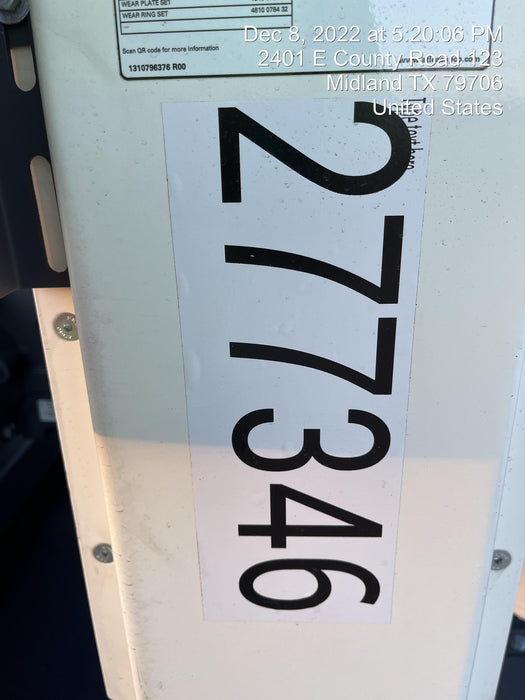 WEAR PLATE SET
WEAR RING SET 4810 0784 32
Scan QR code for more information
1310796376 R00
Dec 8, 2022 at 5:20:06 PM
2401 E County Road 123
Midland TX 79706
United States
277346